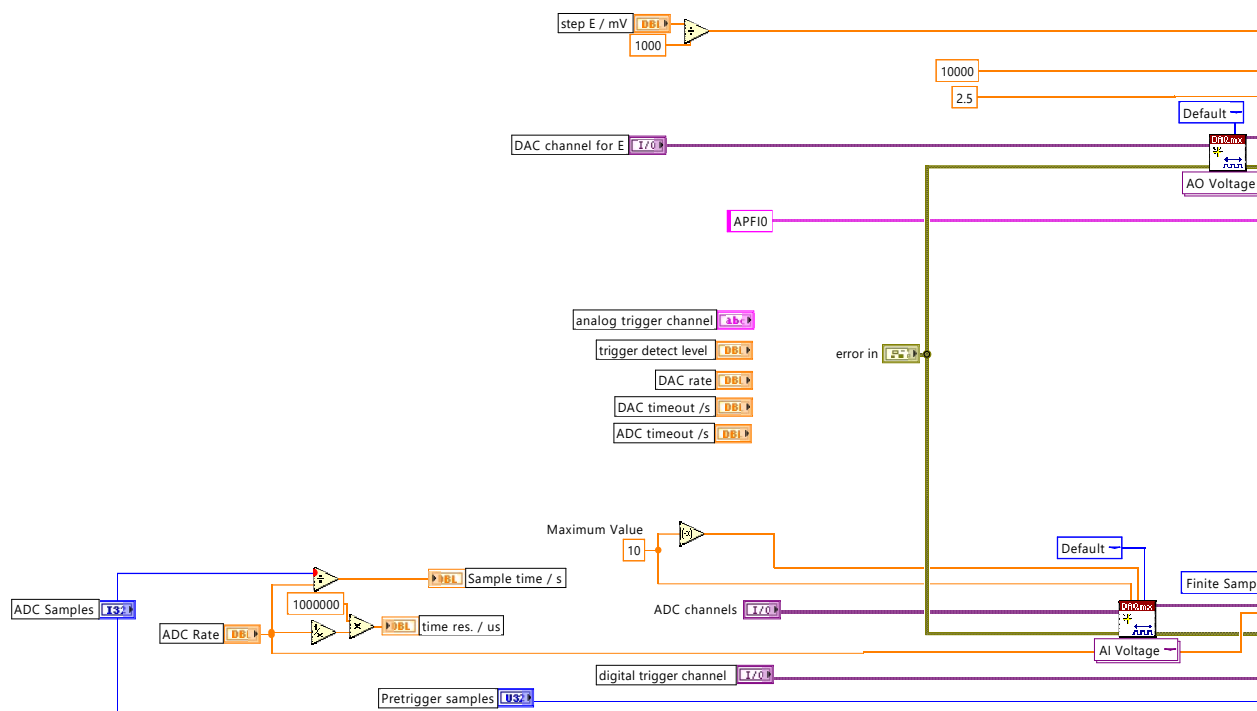 step E / mV
DBL
1000
10000
2.5
Default
DAC channel for E
I/O
DAQmx
AO Voltage
APFI0
analog trigger channel
abc
trigger detect level
DBL
error in
DAC rate
DBL
DAC timeout /s
DBL
ADC timeout /s
DBL
Maximum Value
10
Default
DBL
Sample time / s
Finite Samp
ADC Samples
I32
1000000
ADC channels
I/O
DAQmx
ADC Rate
DBL
DBL
time res. / us
AI Voltage
digital trigger channel
I/O
Pretrigger samples
U32